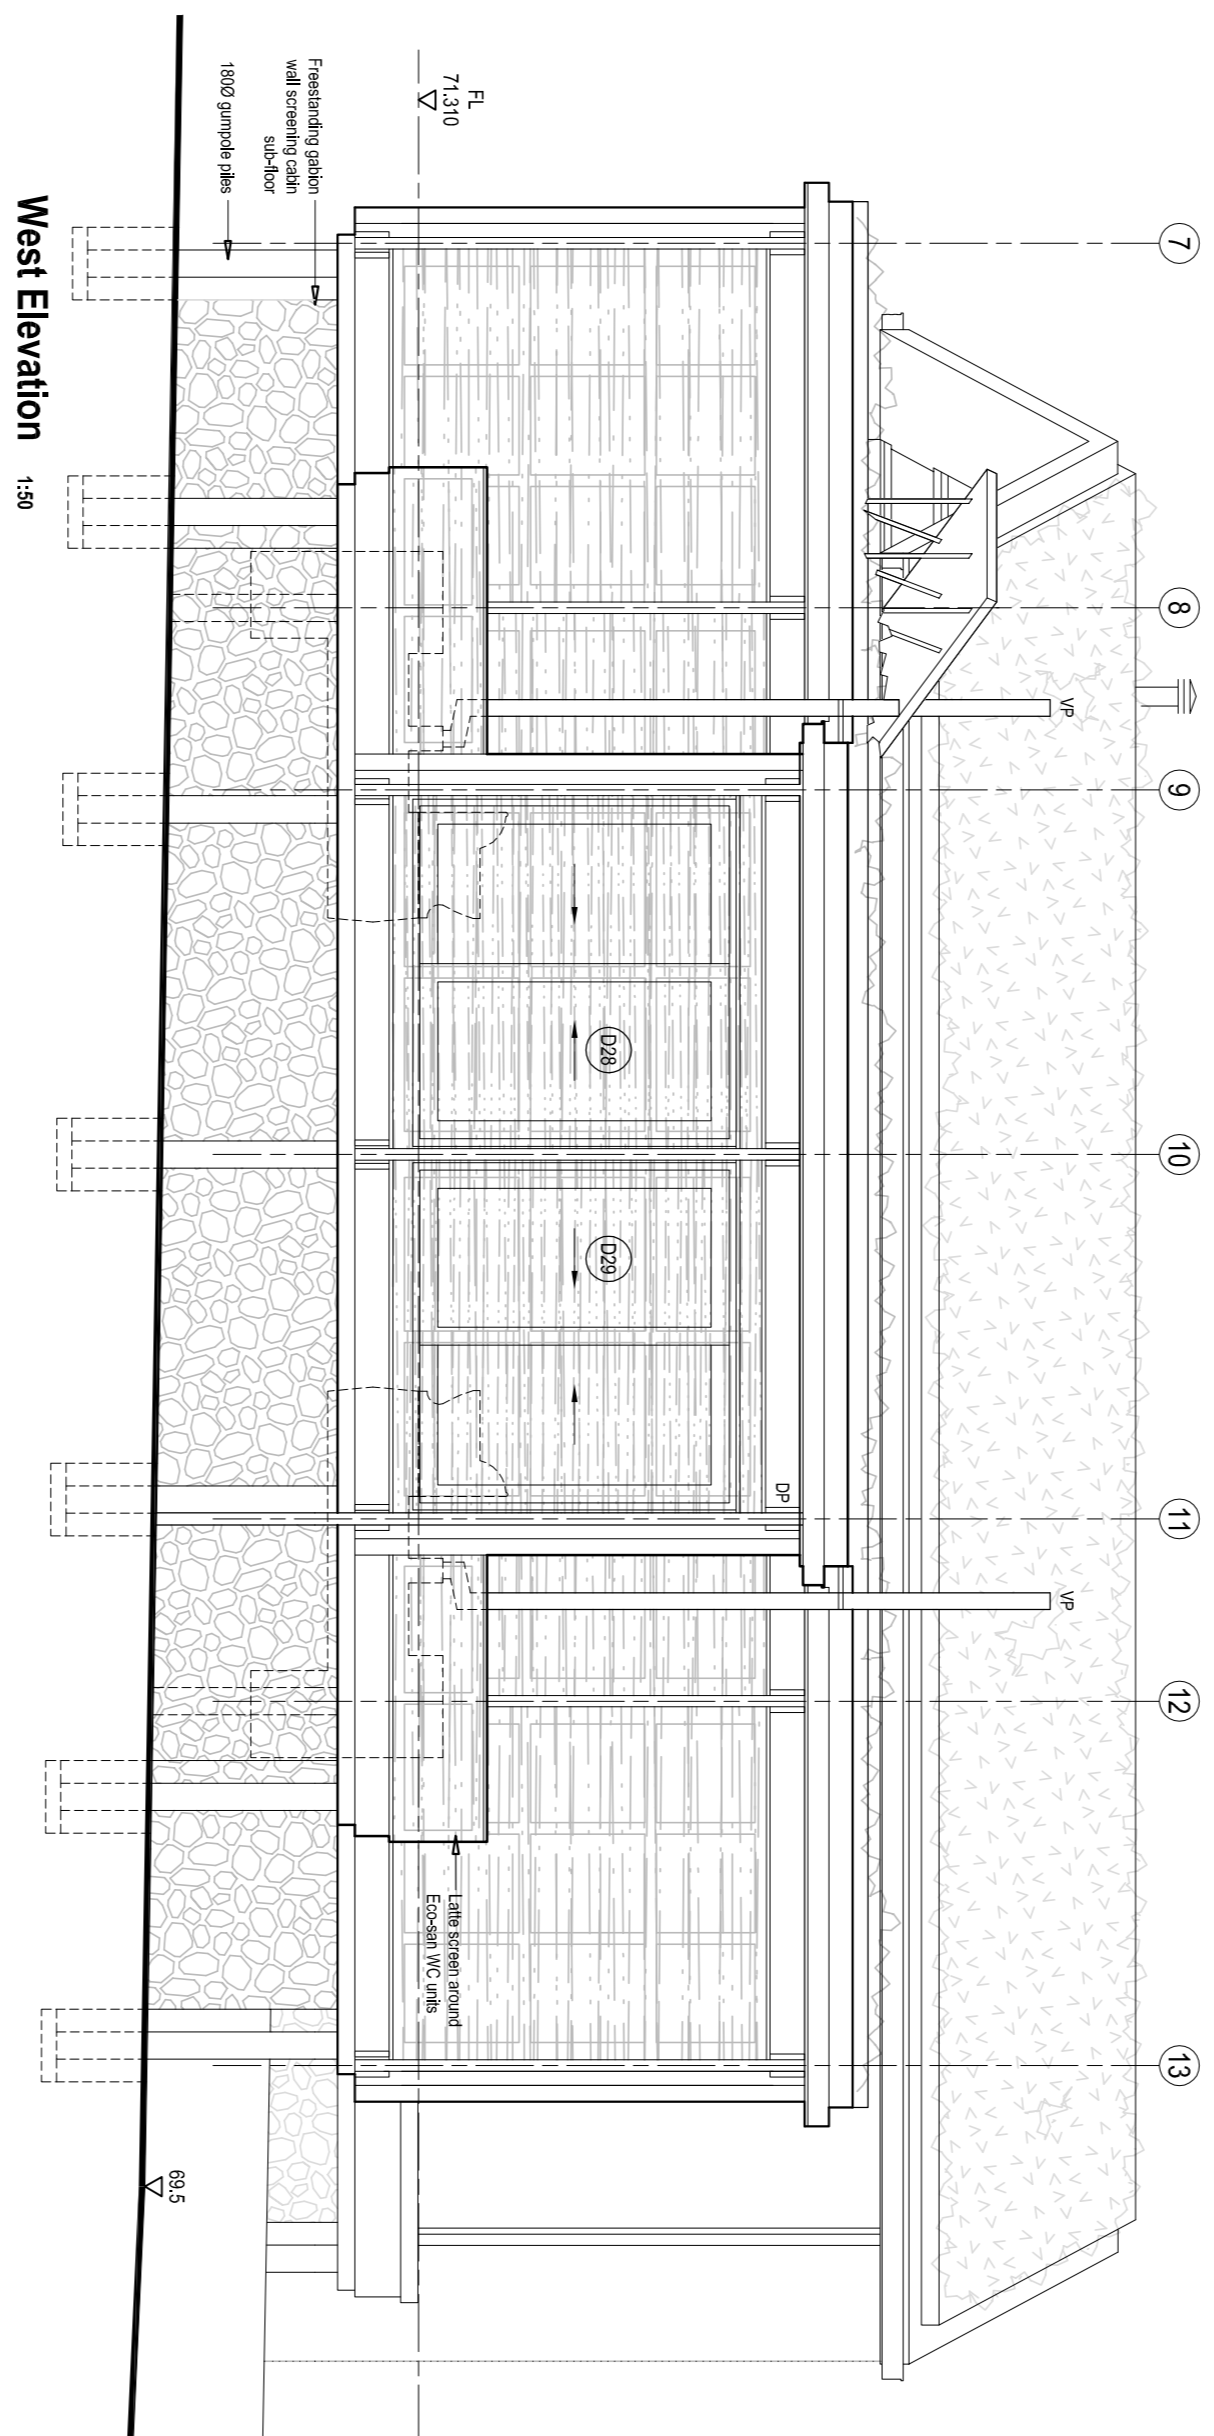 7
8
9
10
11
12
13
VP
VP
DP
D28
D29
FL
71.310
Freestanding gabion
wall screening cabin
sub-floor
180Ø gumpole piles
Latte screen around
Eco-san WC units
69.5
West Elevation 1:50